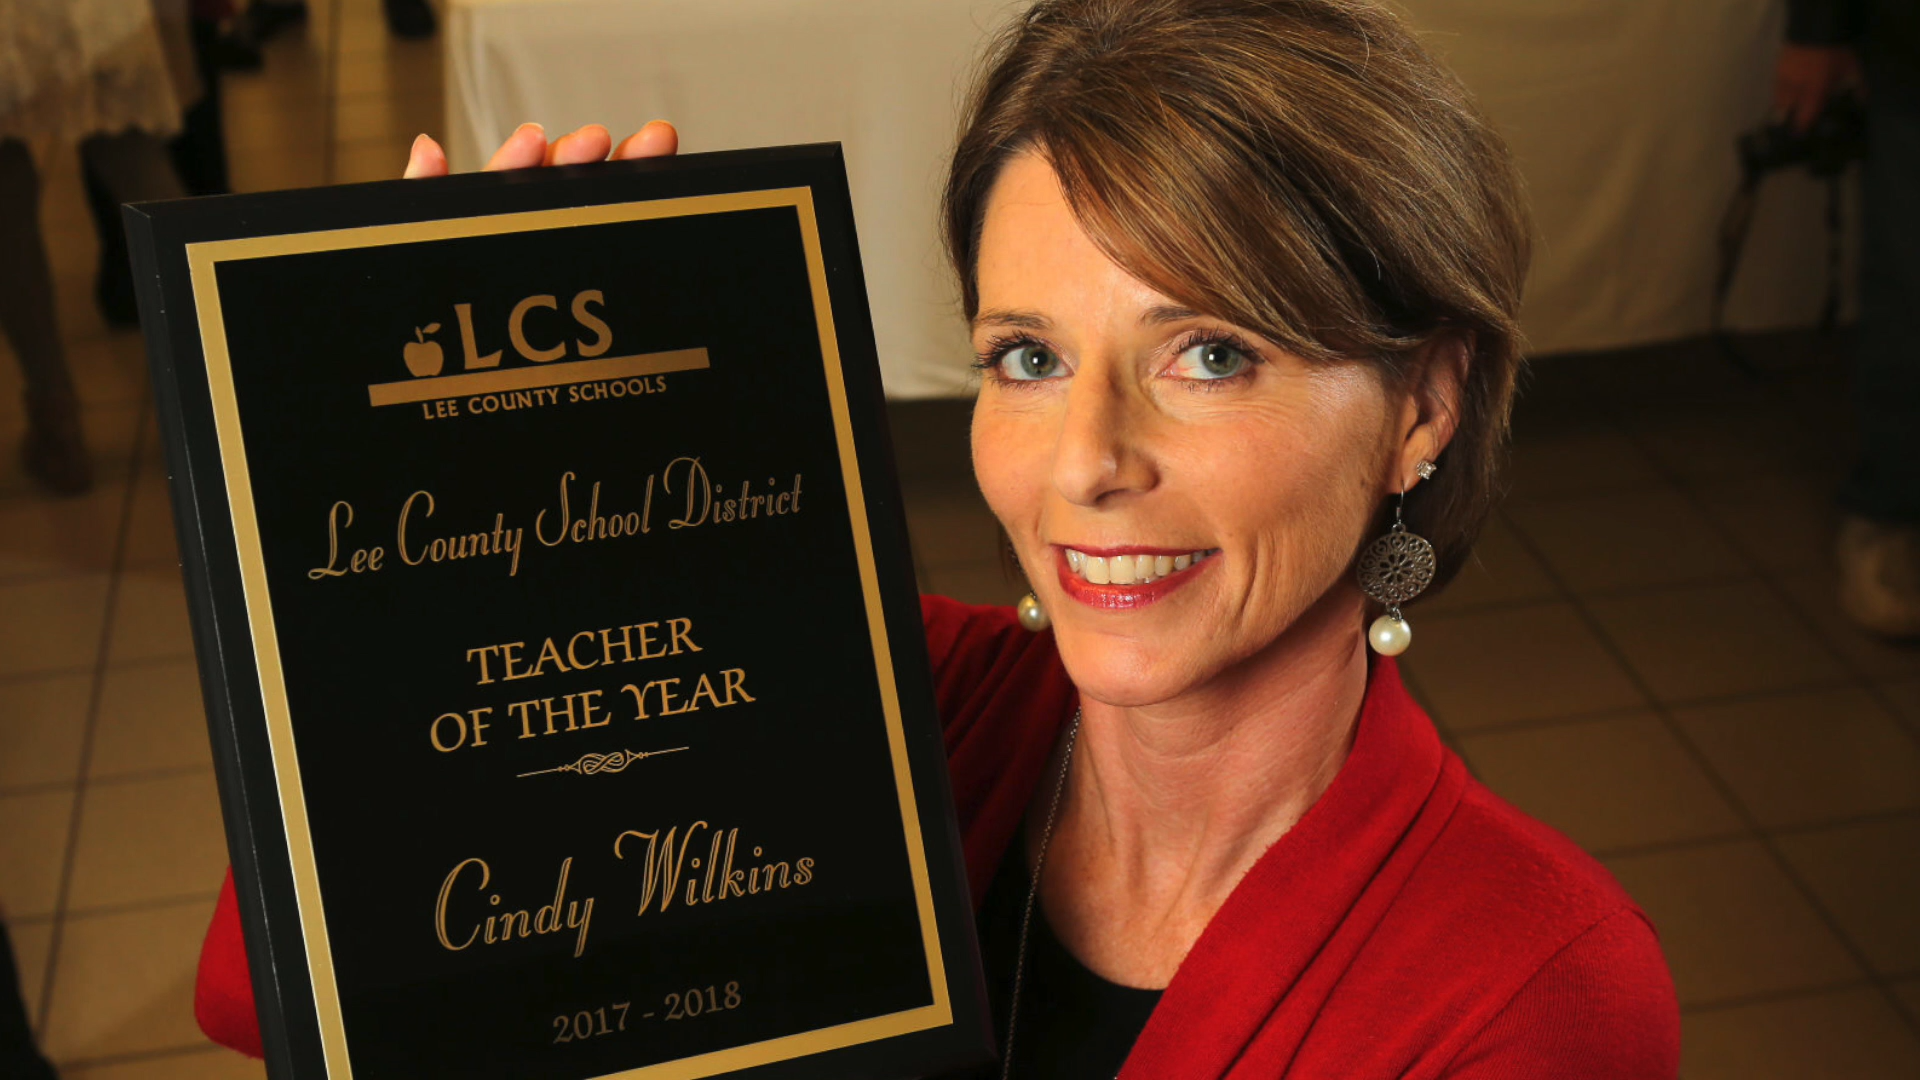 LCS
LEE COUNTY SCHOOLS
Lee County School District
TEACHER
OF THE YEAR
Cindy Wilkins
2017 - 2018